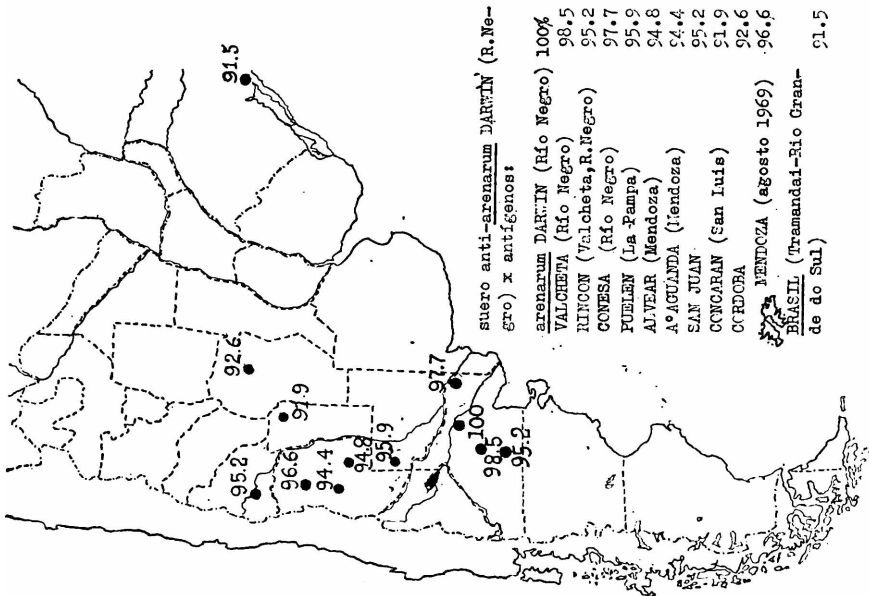 suero anti-arenarum DARWIN (R.Ne-
gro) x antígenos:
arenarum DARWIN (Río Negro) 100%
VALCHETA (Río Negro) 98.5
RINCON (Valcheta,R.Negro) 95.2
CONESA (Río Negro) 97.7
PUELEN (La Pampa) 95.9
ALVEAR (Mendoza) 94.8
A°AGUANDA (Mendoza) 94.4
SAN JUAN 95.2
CONCARAN (San Luis) 91.9
CORDOBA 92.6
MENDOZA (agosto 1969) 96.6
BRASIL (Tramandai-Rio Gran-
de do Sul) 91.5
91.5
92.6
91.9
95.2
96.6
94.4
94.8
95.9
97.7
100
98.5
95.2